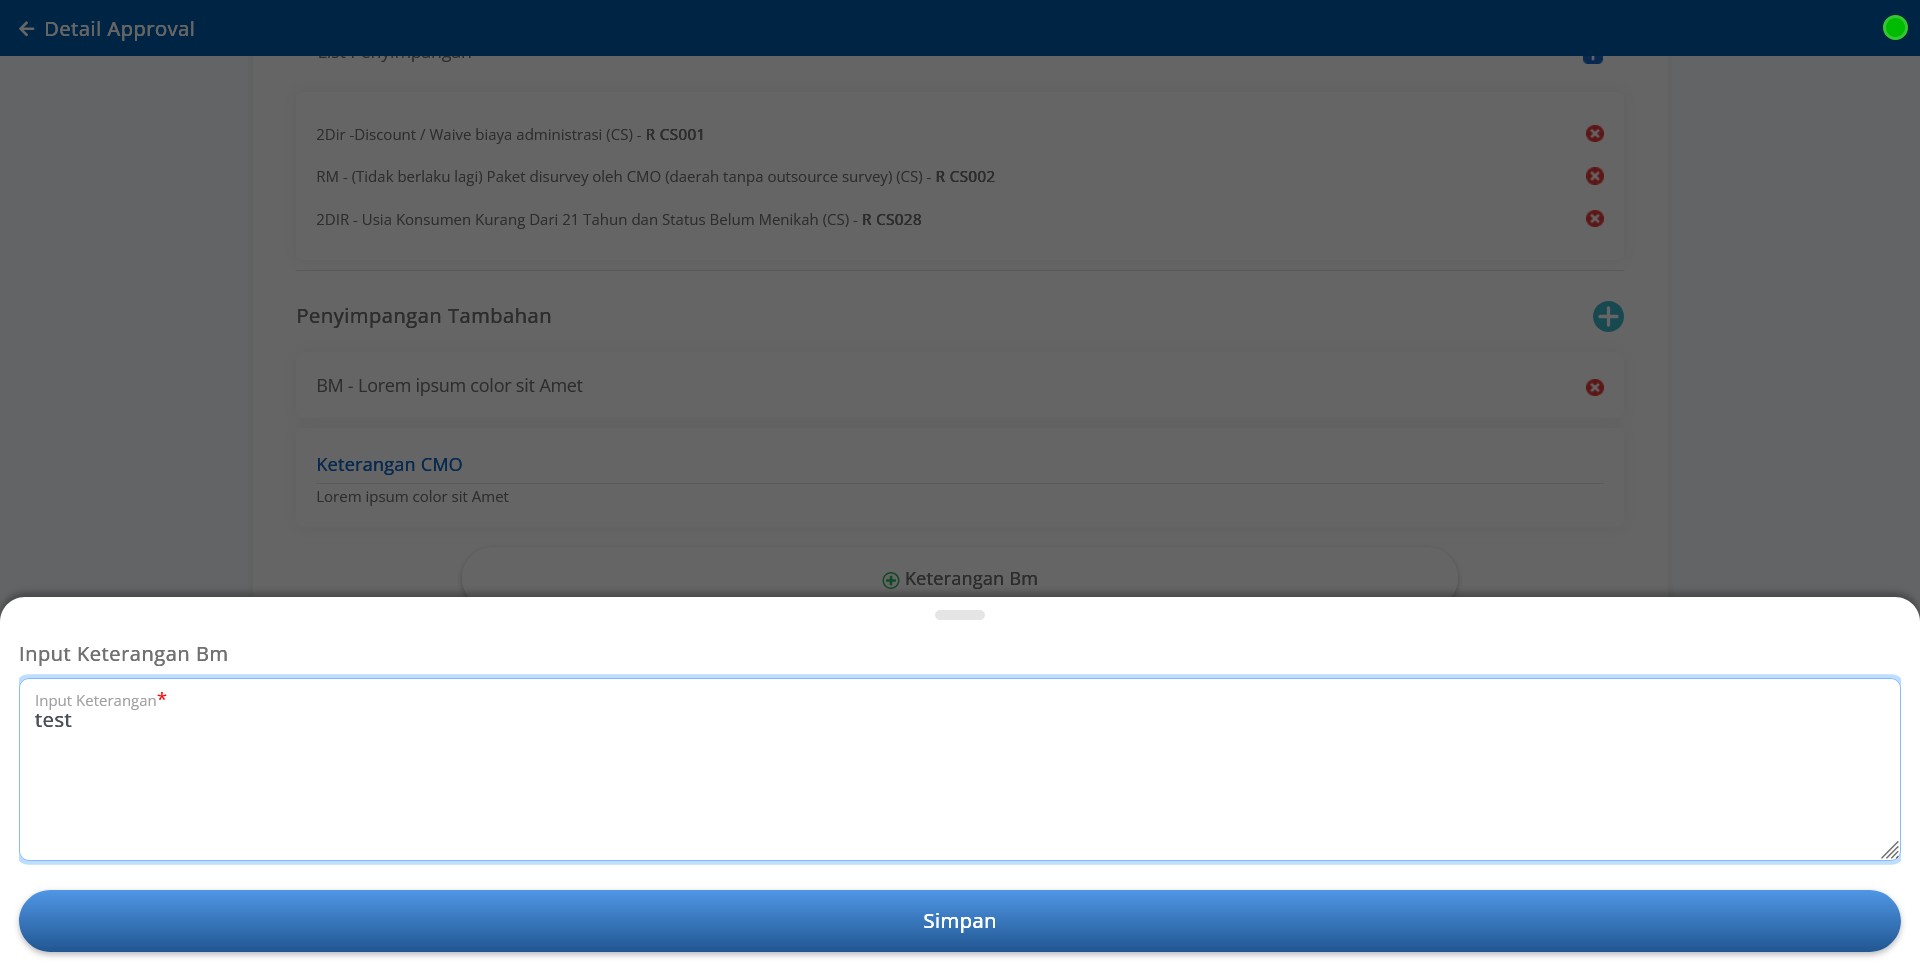 Detail Approval
List Penyimpangan
2Dir -Discount / Waive biaya administrasi (CS) - R CS001
RM - (Tidak berlaku lagi) Paket disurvey oleh CMO (daerah tanpa outsource survey) (CS) - R CS002
2DIR - Usia Konsumen Kurang Dari 21 Tahun dan Status Belum Menikah (CS) - R CS028
Penyimpangan Tambahan
BM - Lorem ipsum color sit Amet
Keterangan CMO
Lorem ipsum color sit Amet
Keterangan Bm
Input Keterangan Bm
Input Keterangan*
test
Simpan